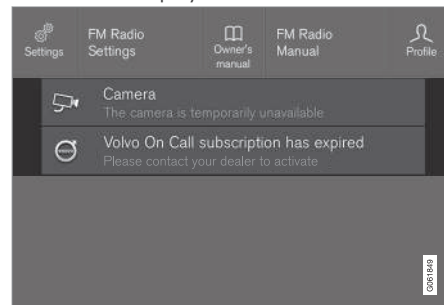 Settings
FM Radio
Settings
Owner's
manual
FM Radio
Manual
Profile
Camera
The camera is temporarily unavailable
Volvo On Call subscription has expired
Please contact your dealer to activate
G061849